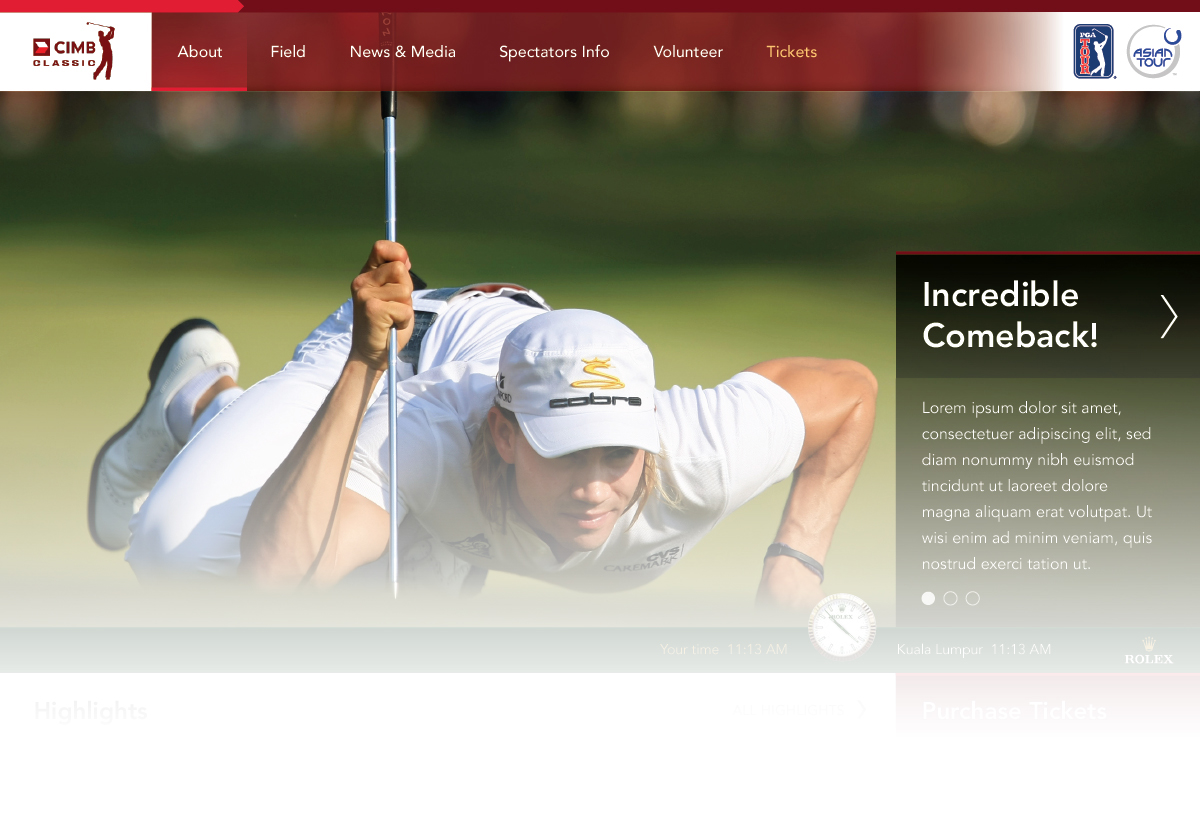 CIMB
CLASSIC
About
Field
News & Media
Spectators Info
Volunteer
Tickets
PGA
TOUR
ASIAN
TOUR
Incredible
Comeback!
cobra
Lorem ipsum dolor sit amet,
consectetuer adipiscing elit, sed
diam nonummy nibh euismod
tincidunt ut laoreet dolore
magna aliquam erat volutpat. Ut
wisi enim ad minim veniam, quis
nostrud exerci tation ut.
CVS
CAREMARK
ROLEX
Your time 11:13 AM
Kuala Lumpur 11:13 AM
ROLEX
Highlights
ALL HIGHLIGHTS
Purchase Tickets